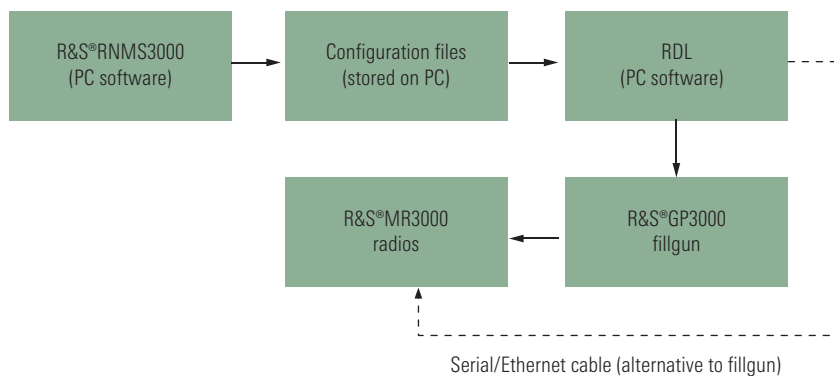 R&S®RNMS3000
(PC software)
Configuration files
(stored on PC)
RDL
(PC software)
R&S®MR3000
radios
R&S®GP3000
fillgun
Serial/Ethernet cable (alternative to fillgun)